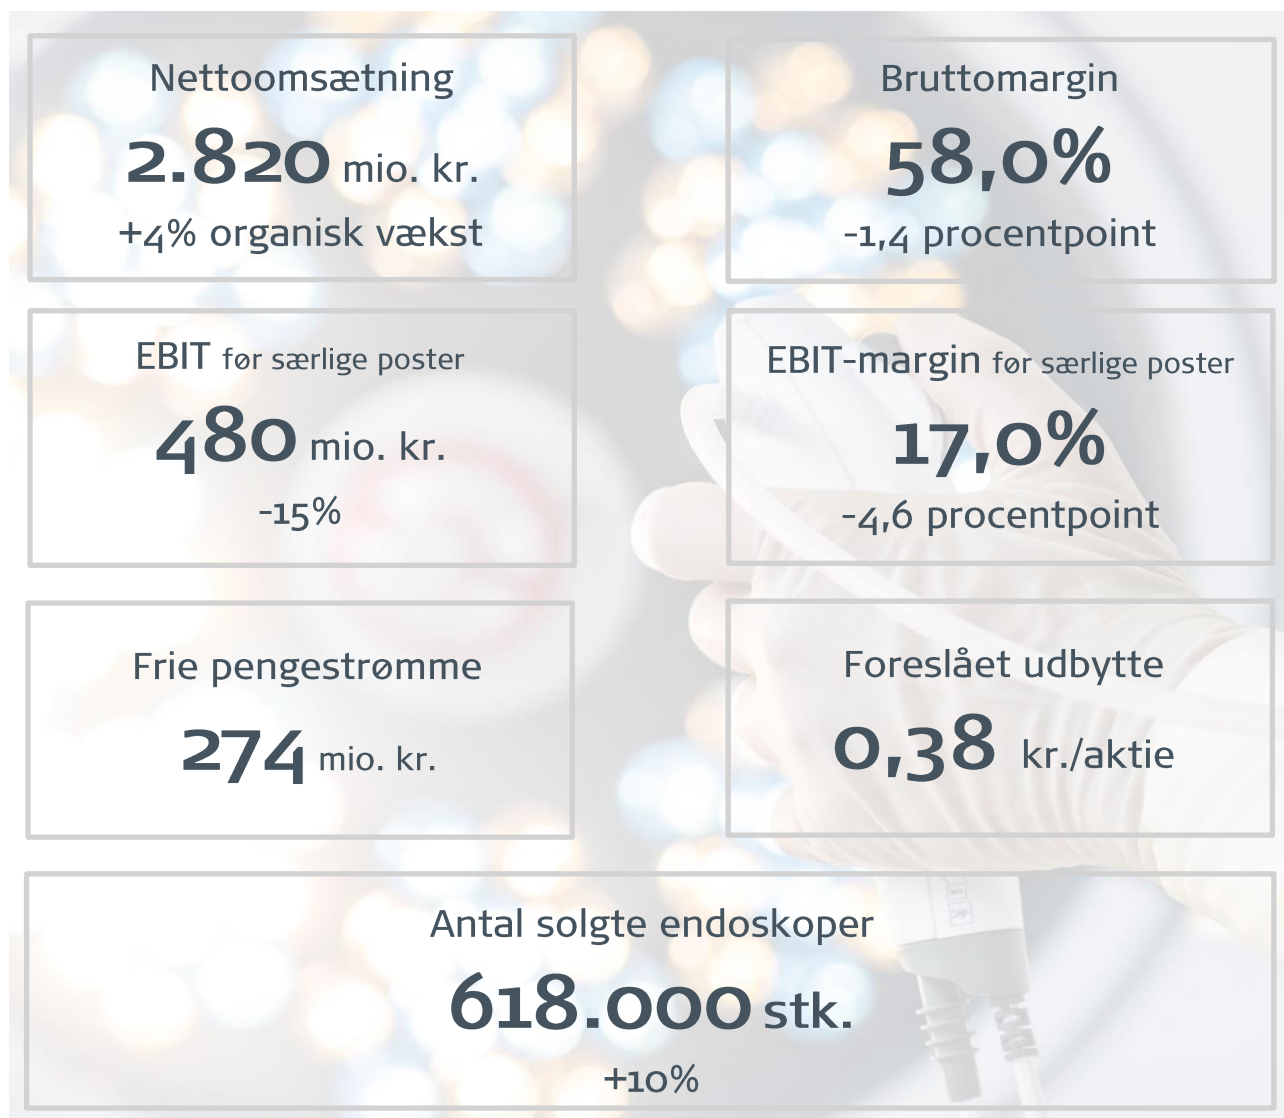 Nettoomsætning
2.820 mio. kr.
+4% organisk vækst
Bruttomargin
58,0%
-1,4 procentpoint
EBIT før særlige poster
480 mio. kr.
-15%
EBIT-margin før særlige poster
17,0%
-4,6 procentpoint
Frie pengestrømme
274 mio. kr.
Foreslået udbytte
0,38 kr./aktie
Antal solgte endoskoper
618.000 stk.
+10%